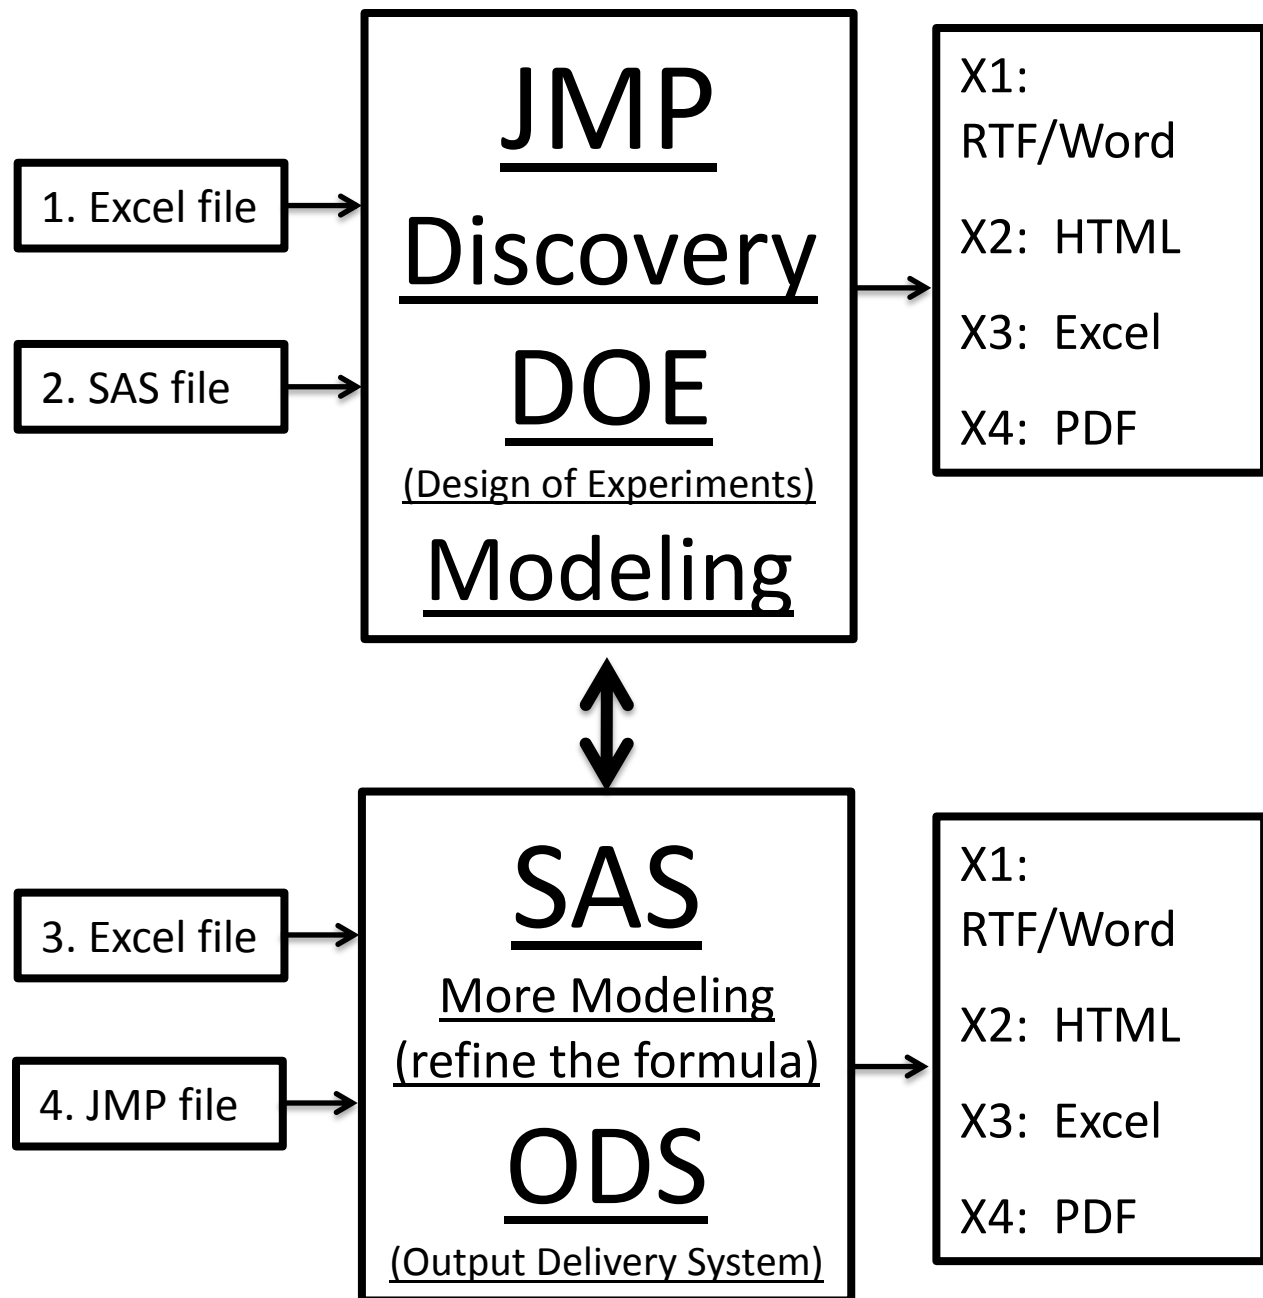 JMP
Discovery
DOE
(Design of Experiments)
Modeling
1. Excel file
2. SAS file
X1:
RTF/Word
X2:  HTML
X3:  Excel
X4:  PDF
SAS
More Modeling
(refine the formula)
ODS
(Output Delivery System)
3. Excel file
4. JMP file
X1:
RTF/Word
X2:  HTML
X3:  Excel
X4:  PDF